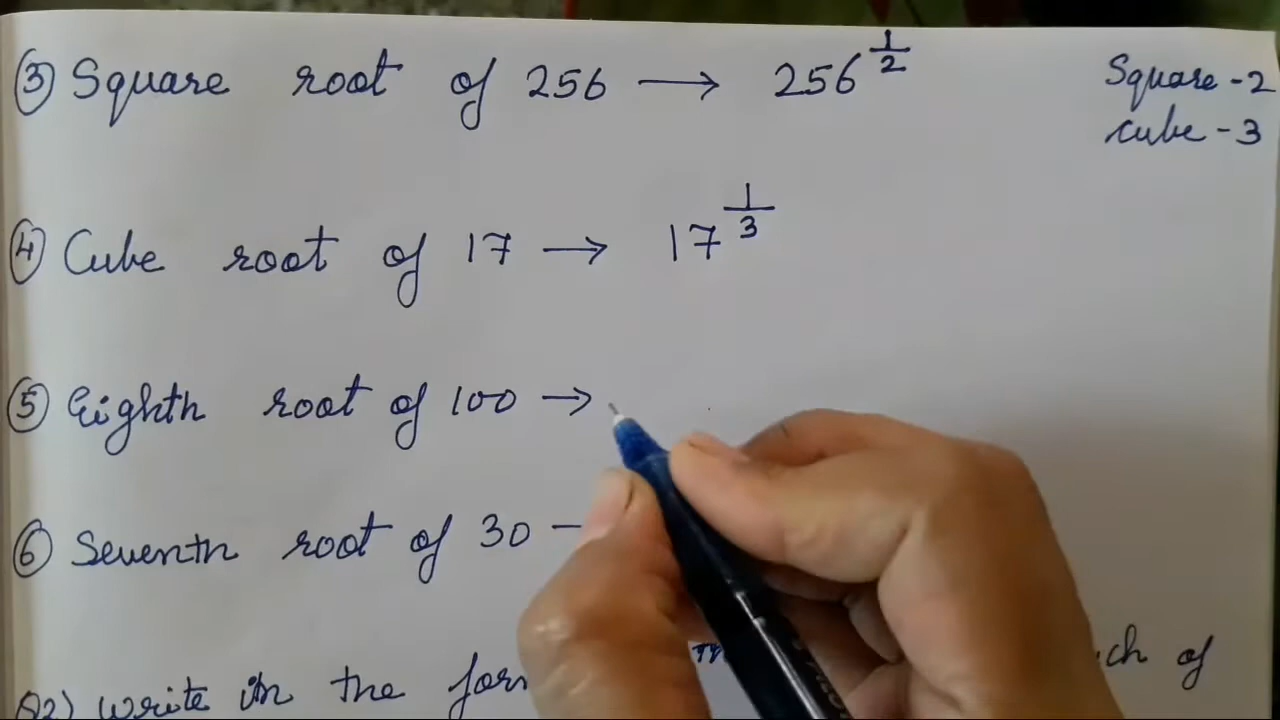 ③ Square root of 256 → 256^1/2
Square - 2
cube - 3
④ Cube root of 17 → 17^1/3
⑤ Eighth root of 100 →
⑥ Seventh root of 30 -
Q2) Write in the form of